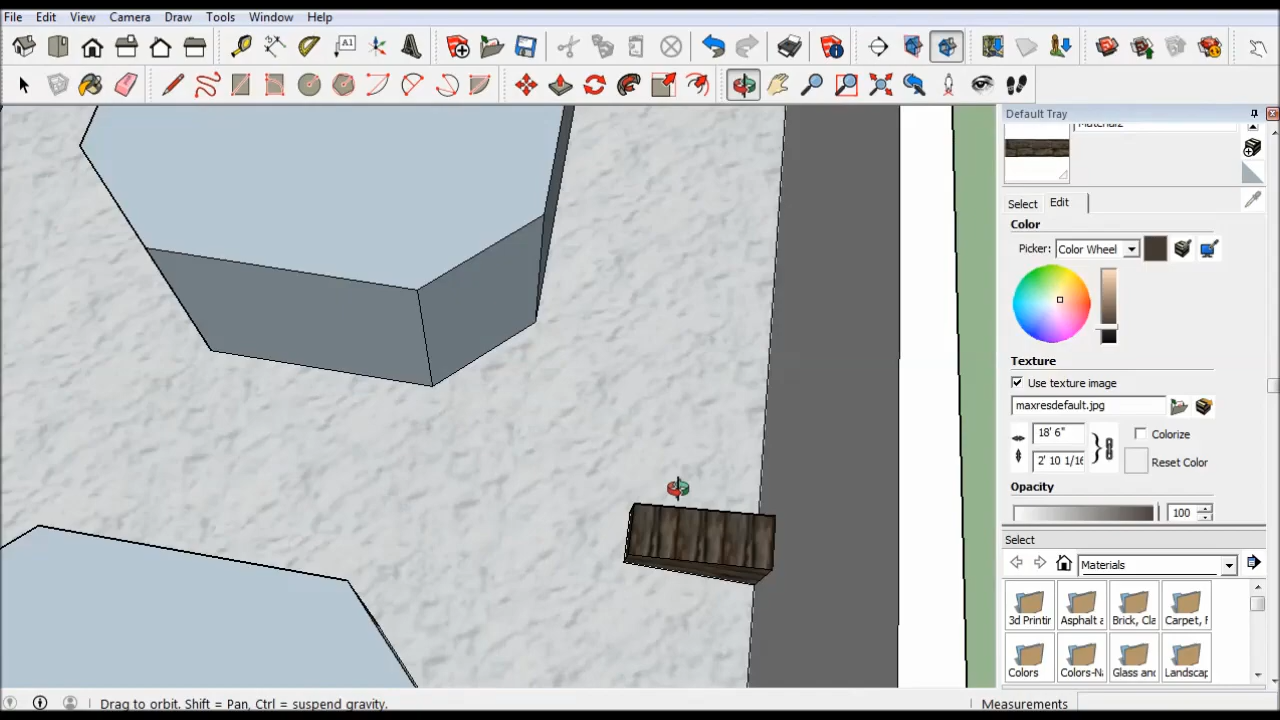 File Edit View Camera Draw Tools Window Help
A1
Default Tray
Select Edit
Color
Picker: Color Wheel
Texture
Use texture image
maxresdefault.jpg
18' 6"
Colorize
2' 10 1/16
Reset Color
Opacity
100
Select
Materials
3d Printir Asphalt a Brick, Cla Carpet, F
Colors Colors-Na Glass and Landscap
Drag to orbit. Shift = Pan, Ctrl = suspend gravity. Measurements